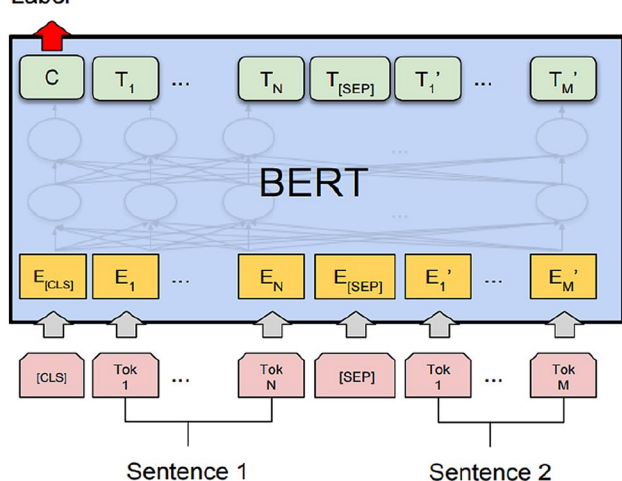 Label
C T1 ... TN T[SEP] T1' ... TM'
...
BERT
...
E[CLS] E1 ... EN E[SEP] E1' ... EM'
[CLS] Tok 1 ... Tok N [SEP] Tok 1 ... Tok M
Sentence 1 Sentence 2